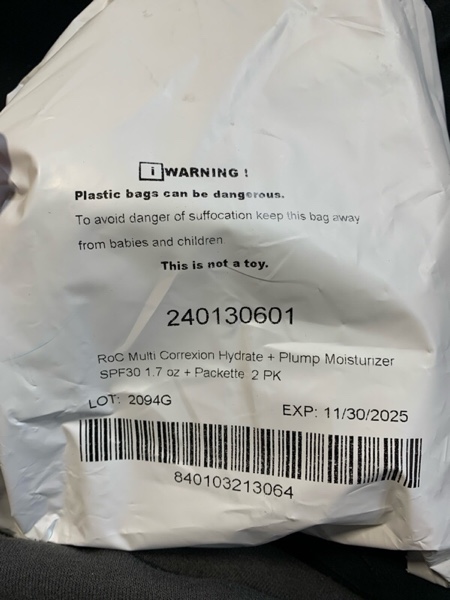 i WARNING !
Plastic bags can be dangerous.
To avoid danger of suffocation keep this bag away
from babies and children
This is not a toy.
240130601
RoC Multi Correxion Hydrate + Plump Moisturizer
SPF30 1.7 oz + Packette 2 PK
LOT: 2094G EXP: 11/30/2025
840103213064